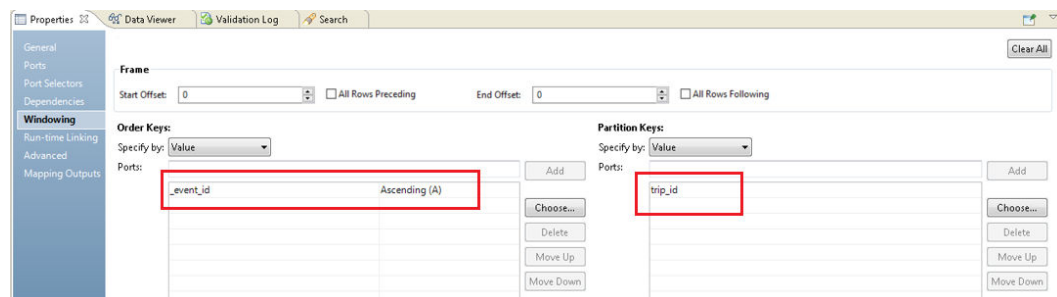 Properties Data Viewer Validation Log Search
General
Ports
Port Selectors
Dependencies
Windowing
Run-time Linking
Advanced
Mapping Outputs
Clear All
Frame
Start Offset: 0 All Rows Preceding End Offset: 0 All Rows Following
Order Keys:
Specify by: Value
Ports: Add
_event_id Ascending (A)
Choose...
Delete
Move Up
Move Down
Partition Keys:
Specify by: Value
Ports: Add
trip_id
Choose...
Delete
Move Up
Move Down